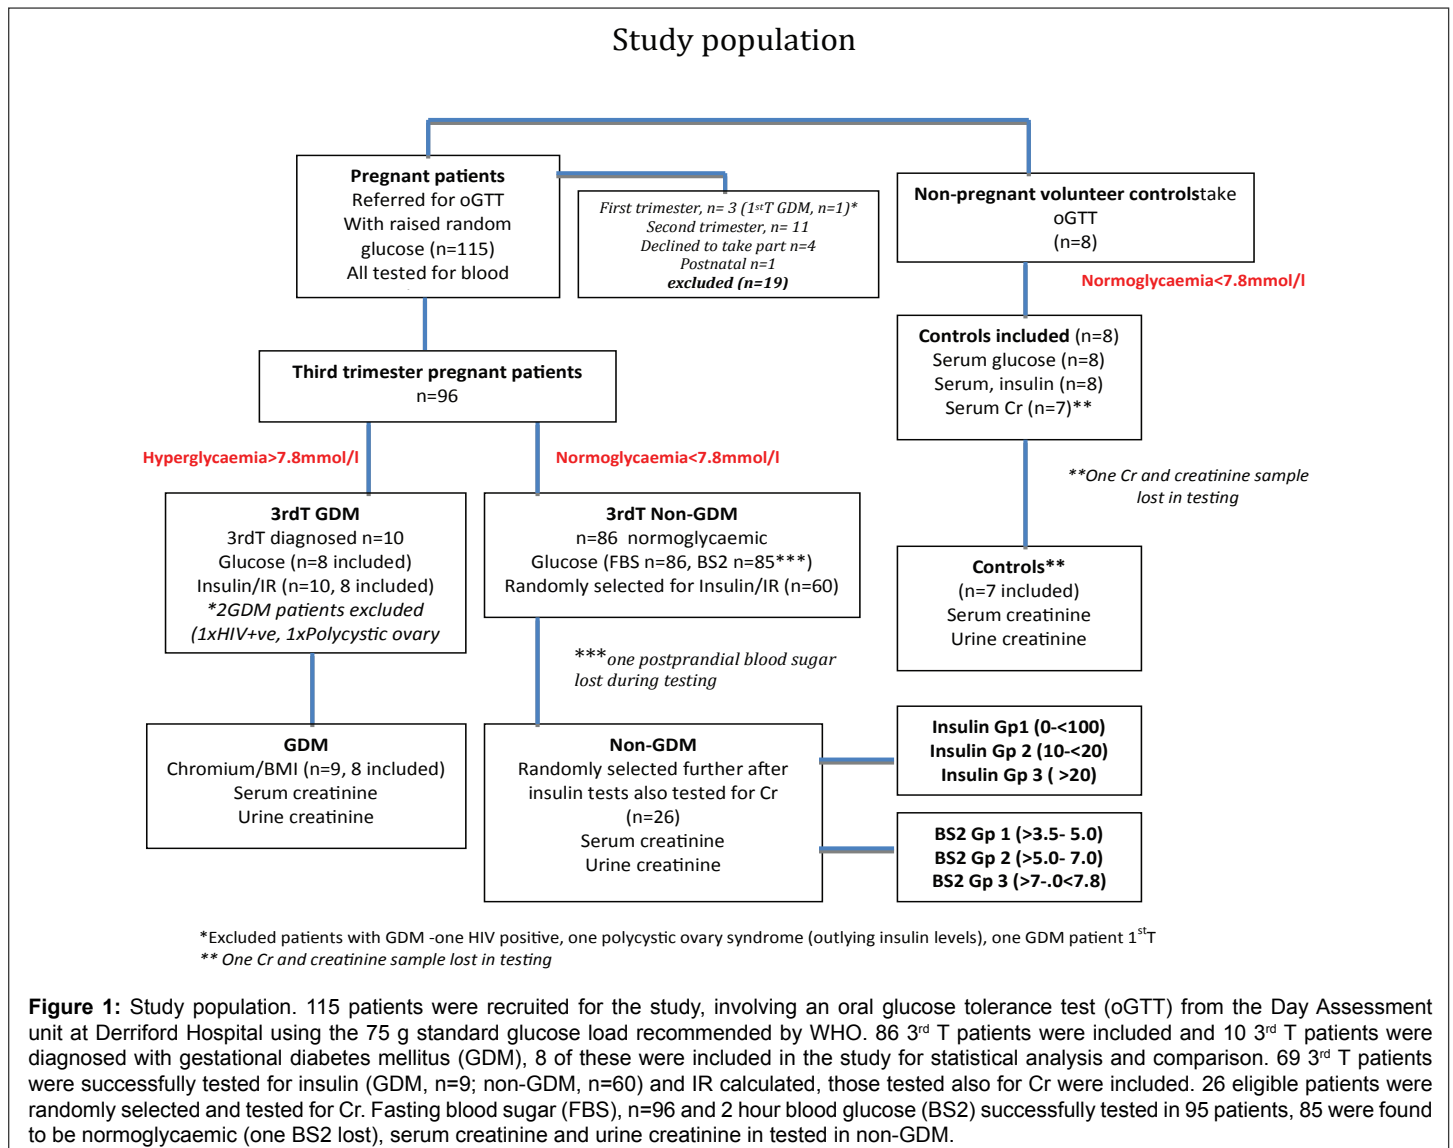 Study population
Pregnant patients
Referred for oGTT
With raised random
glucose (n=115)
All tested for blood
First trimester, n= 3 (1stT GDM, n=1)*
Second trimester, n= 11
Declined to take part n=4
Postnatal n=1
excluded (n=19)
Non-pregnant volunteer controlstake
oGTT
(n=8)
Normoglycaemia<7.8mmol/l
Controls included (n=8)
Serum glucose (n=8)
Serum, insulin (n=8)
Serum Cr (n=7)**
Third trimester pregnant patients
n=96
Hyperglycaemia>7.8mmol/l
Normoglycaemia<7.8mmol/l
**One Cr and creatinine sample
lost in testing
3rdT GDM
3rdT diagnosed n=10
Glucose (n=8 included)
Insulin/IR (n=10, 8 included)
*2GDM patients excluded
(1xHIV+ve, 1xPolycystic ovary
3rdT Non-GDM
n=86 normoglycaemic
Glucose (FBS n=86, BS2 n=85***)
Randomly selected for Insulin/IR (n=60)
Controls**
(n=7 included)
Serum creatinine
Urine creatinine
***one postprandial blood sugar
lost during testing
GDM
Chromium/BMI (n=9, 8 included)
Serum creatinine
Urine creatinine
Non-GDM
Randomly selected further after
insulin tests also tested for Cr
(n=26)
Serum creatinine
Urine creatinine
Insulin Gp1 (0-<100)
Insulin Gp 2 (10-<20)
Insulin Gp 3 ( >20)
BS2 Gp 1 (>3.5- 5.0)
BS2 Gp 2 (>5.0- 7.0)
BS2 Gp 3 (>7-.0<7.8)
*Excluded patients with GDM -one HIV positive, one polycystic ovary syndrome (outlying insulin levels), one GDM patient 1stT
** One Cr and creatinine sample lost in testing
Figure 1: Study population. 115 patients were recruited for the study, involving an oral glucose tolerance test (oGTT) from the Day Assessment
unit at Derriford Hospital using the 75 g standard glucose load recommended by WHO. 86 3rd T patients were included and 10 3rd T patients were
diagnosed with gestational diabetes mellitus (GDM), 8 of these were included in the study for statistical analysis and comparison. 69 3rd T patients
were successfully tested for insulin (GDM, n=9; non-GDM, n=60) and IR calculated, those tested also for Cr were included. 26 eligible patients were
randomly selected and tested for Cr. Fasting blood sugar (FBS), n=96 and 2 hour blood glucose (BS2) successfully tested in 95 patients, 85 were found
to be normoglycaemic (one BS2 lost), serum creatinine and urine creatinine in tested in non-GDM.